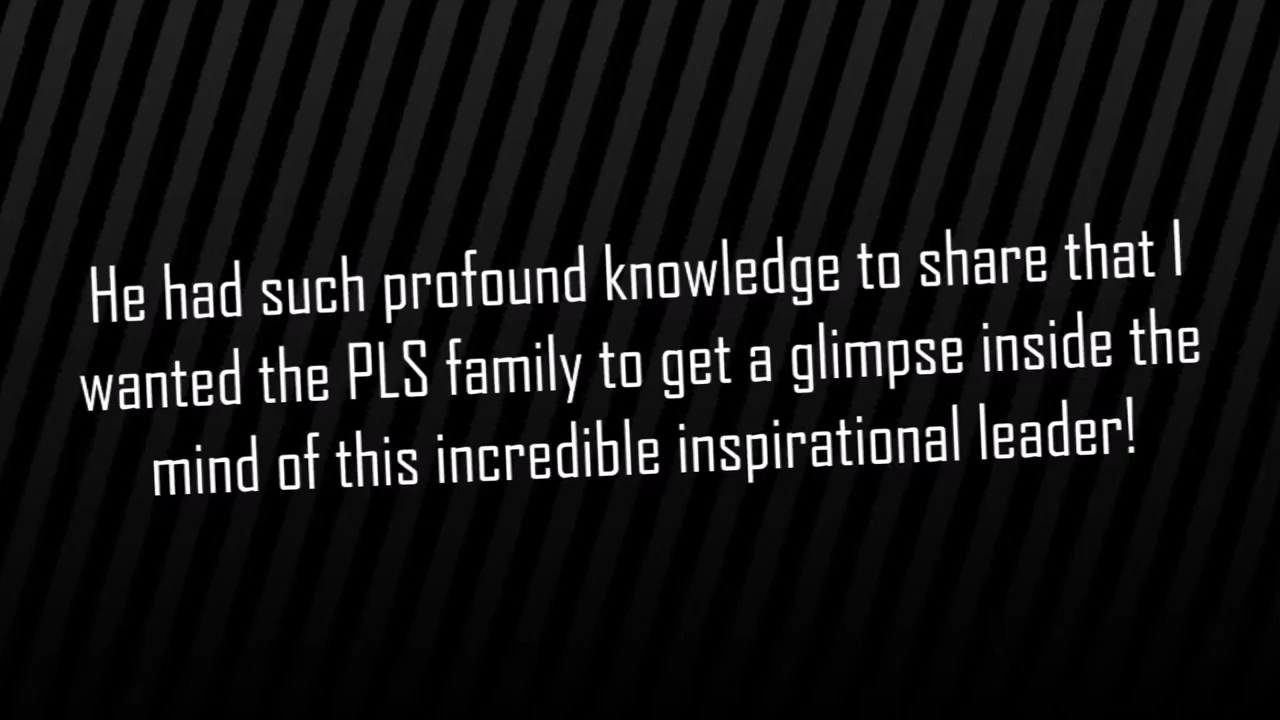 He had such profound knowledge to share that I
wanted the PLS family to get a glimpse inside the
mind of this incredible inspirational leader!